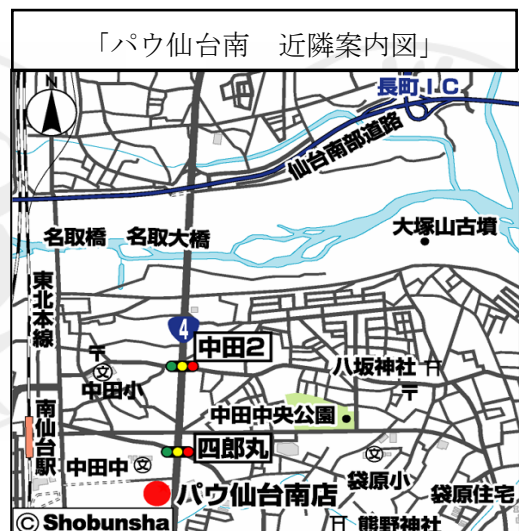 「パウ仙台南　近隣案内図」
長町I.C.
仙台南部道路
大塚山古墳
名取橋
名取大橋
東北本線
4
中田2
八坂神社
中田小
文
中田中央公園
南仙台駅
四郎丸
中田中
文
文
袋原小
パウ仙台南店
袋原住宅
熊野神社
© Shobunsha